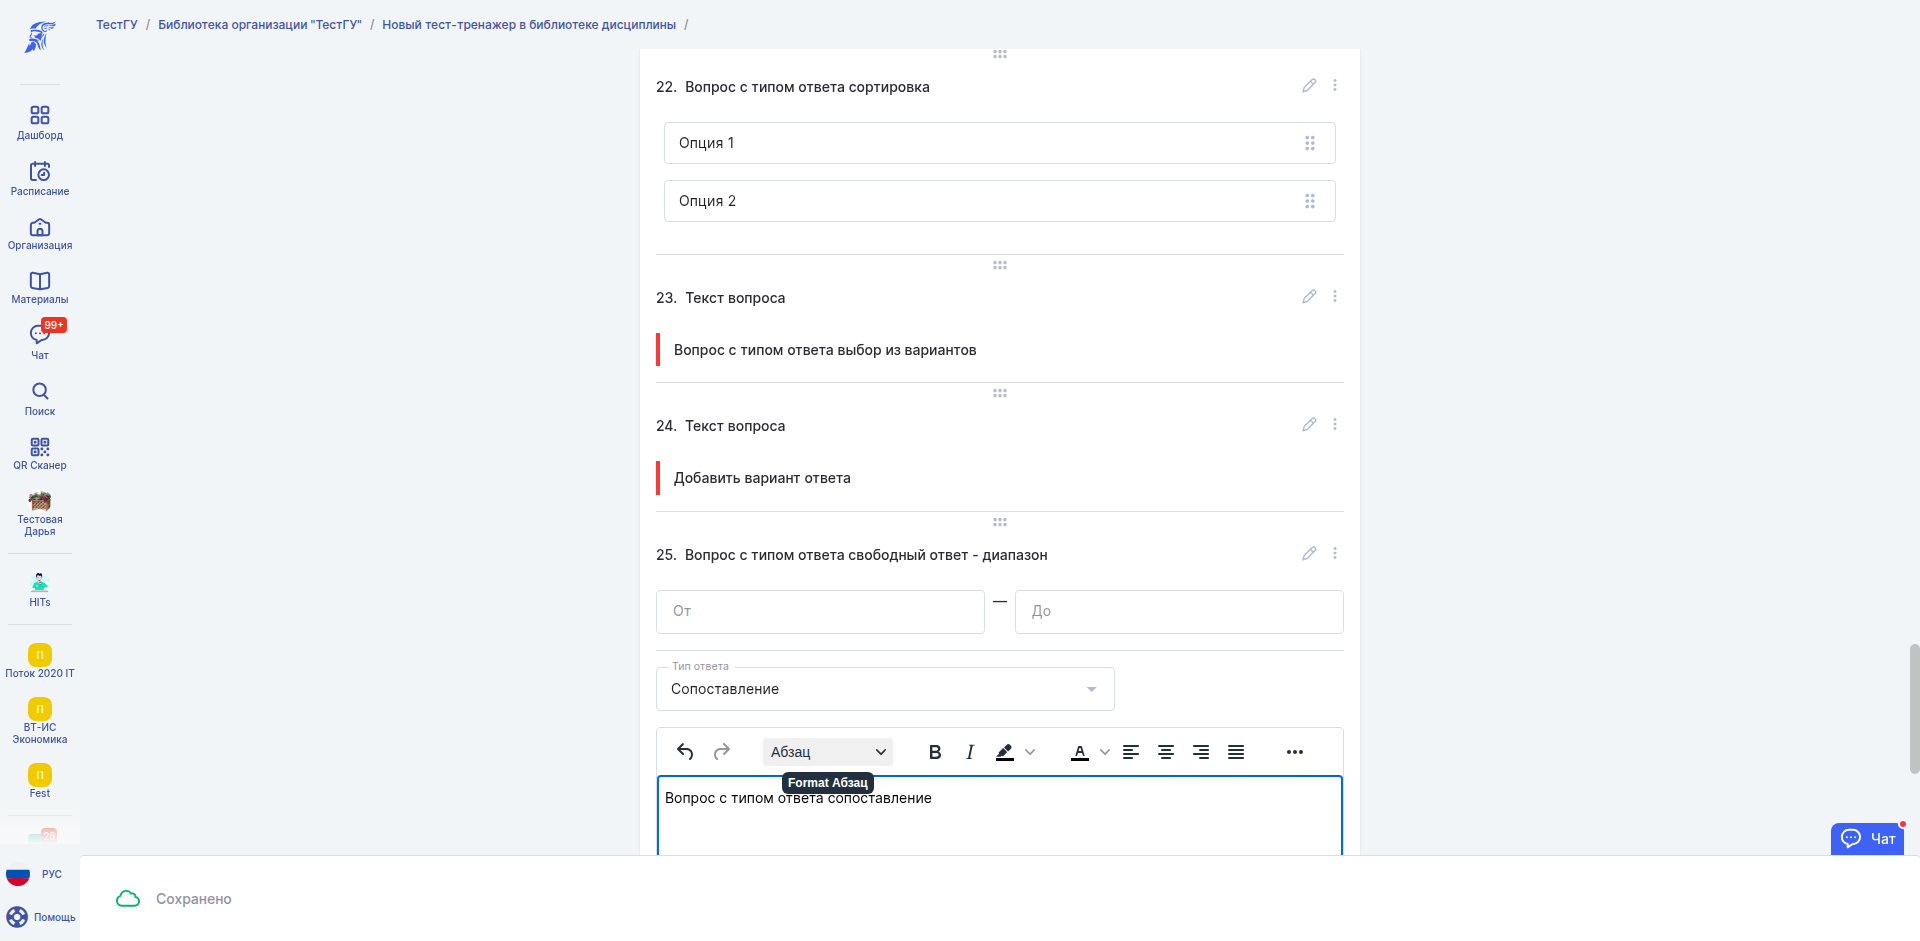 ТестГУ / Библиотека организации "ТестГУ" / Новый тест-тренажер в библиотеке дисциплины /
Дашборд
Расписание
Организация
Материалы
99+
Чат
Поиск
QR Сканер
Тестовая
Дарья
HITs
П
Поток 2020 IT
П
ВТ-ИС
Экономика
П
Fest
28
РУС
Помощь
22. Вопрос с типом ответа сортировка
Опция 1
Опция 2
23. Текст вопроса
Вопрос с типом ответа выбор из вариантов
24. Текст вопроса
Добавить вариант ответа
25. Вопрос с типом ответа свободный ответ - диапазон
От — До
Тип ответа
Сопоставление
Абзац B I A
Format Абзац
Вопрос с типом ответа сопоставление
Чат
Сохранено